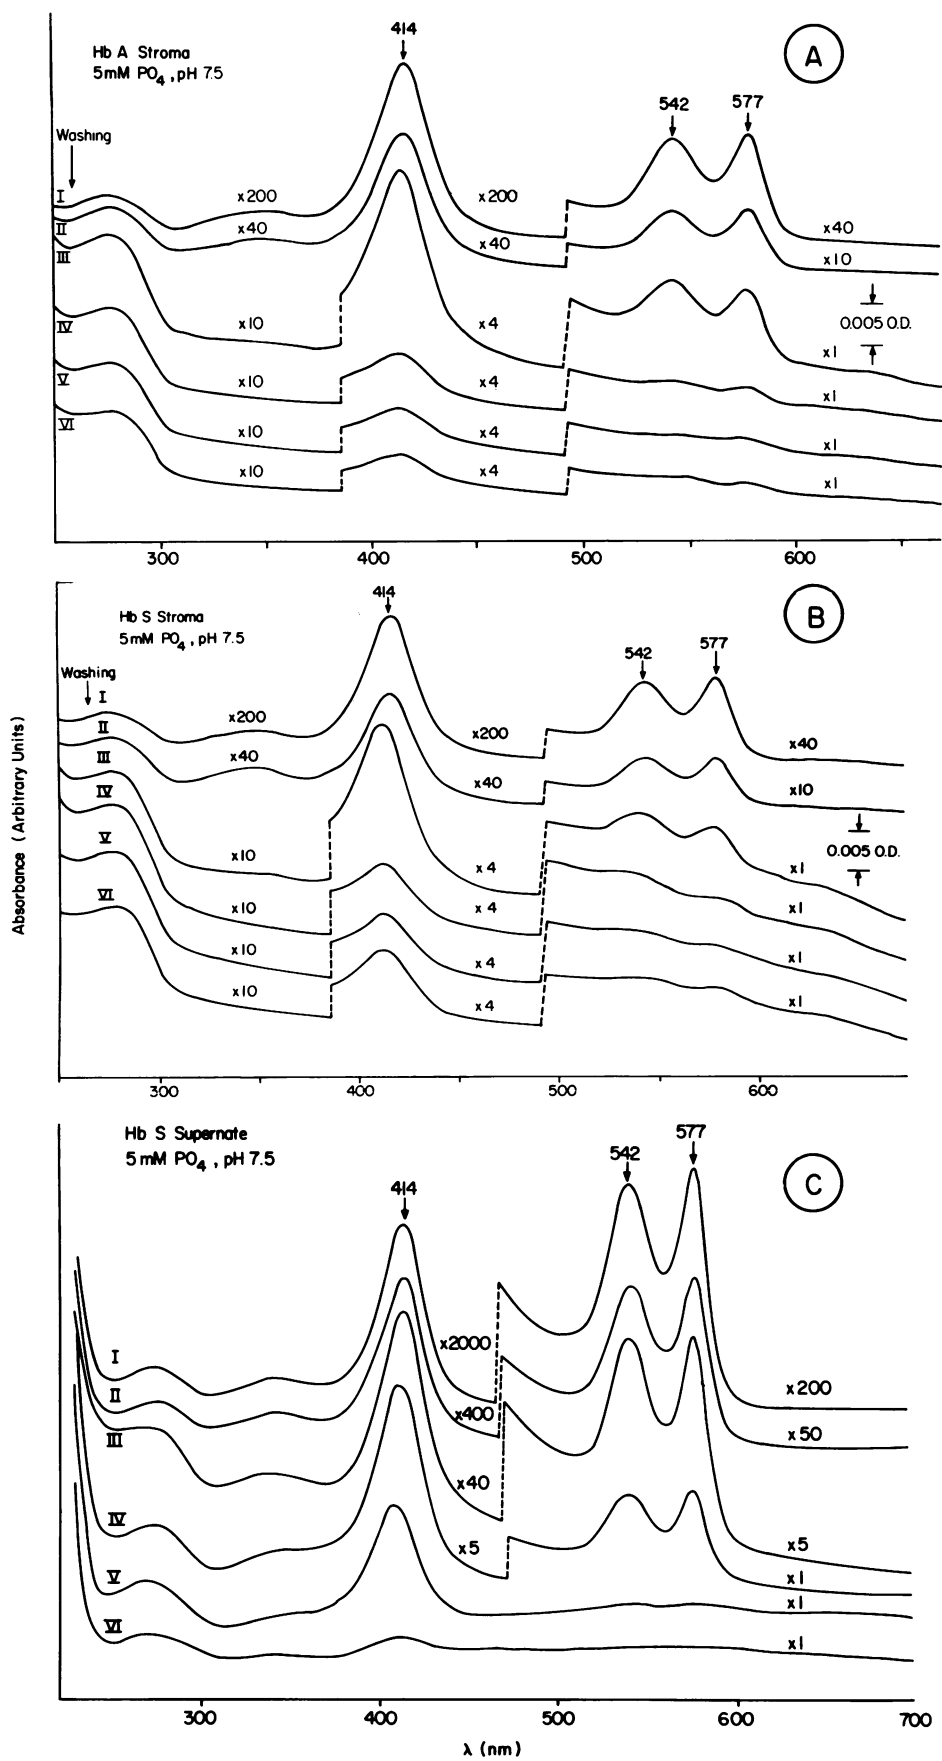 A
Hb A Stroma
5mM PO4, pH 7.5
414
542
577
Washing
I
x200
x200
x40
II
x40
x40
x10
III
x10
x4
x1
0.005 O.D.
IV
x10
x4
x1
V
x10
x4
x1
VI
x10
x4
x1
300
400
500
600
B
Hb S Stroma
5mM PO4, pH 7.5
414
542
577
Washing
I
x200
x200
x40
II
x40
x40
x10
III
x10
x4
x1
0.005 O.D.
IV
x10
x4
x1
V
x10
x4
x1
VI
x10
x4
x1
300
400
500
600
Absorbance (Arbitrary Units)
Hb S Supernate
5mM PO4, pH 7.5
C
414
542
577
I
x2000
x200
II
x400
x50
III
x40
x5
IV
x5
x1
V
x1
VI
x1
300
400
500
600
700
λ (nm)